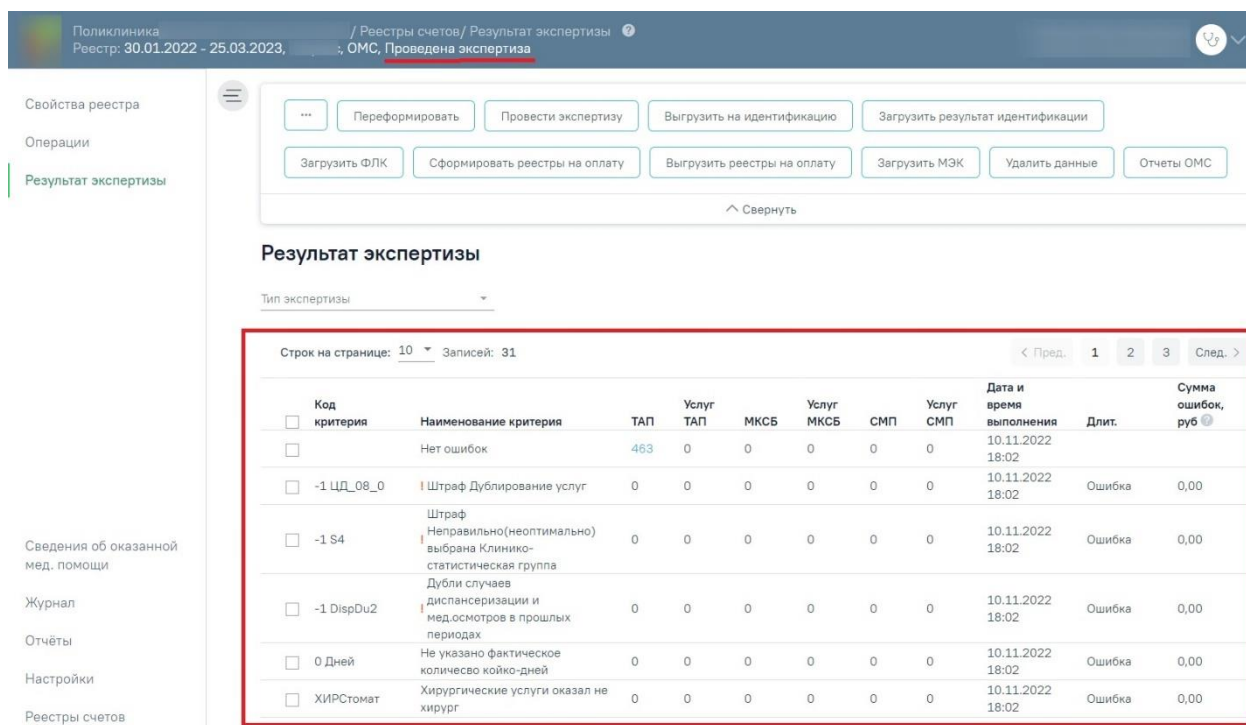 Поликлиника / Реестры счетов/ Результат экспертизы ?
Реестр: 30.01.2022 - 25.03.2023, ОМС, Проведена экспертиза
Свойства реестра
Операции
Результат экспертизы
... Переформировать Провести экспертизу Выгрузить на идентификацию Загрузить результат идентификации
Загрузить ФЛК Сформировать реестры на оплату Выгрузить реестры на оплату Загрузить МЭК Удалить данные Отчеты ОМС
Свернуть
Результат экспертизы
Тип экспертизы
Строк на странице: 10 Записей: 31 < Пред. 1 2 3 След. >
Код критерия Наименование критерия ТАП Услуг ТАП МКСБ Услуг МКСБ СМП Услуг СМП Дата и время выполнения Длит. Сумма ошибок, руб ?
Нет ошибок 463 0 0 0 0 0 10.11.2022
18:02
-1 ЦД_08_0 ! Штраф Дублирование услуг 0 0 0 0 0 0 10.11.2022 Ошибка 0,00
18:02
Штраф
-1 S4 ! Неправильно(неоптимально) 0 0 0 0 0 0 10.11.2022 Ошибка 0,00
выбрана Клинико- 18:02
статистическая группа
Дубли случаев
-1 DispDu2 ! диспансеризации и 0 0 0 0 0 0 10.11.2022 Ошибка 0,00
мед.осмотров в прошлых 18:02
периодах
0 Дней Не указано фактическое 0 0 0 0 0 0 10.11.2022 Ошибка 0,00
количесво койко-дней 18:02
ХИРСтомат Хирургические услуги оказал не 0 0 0 0 0 0 10.11.2022 Ошибка 0,00
хирург 18:02
Сведения об оказанной
мед. помощи
Журнал
Отчёты
Настройки
Реестры счетов